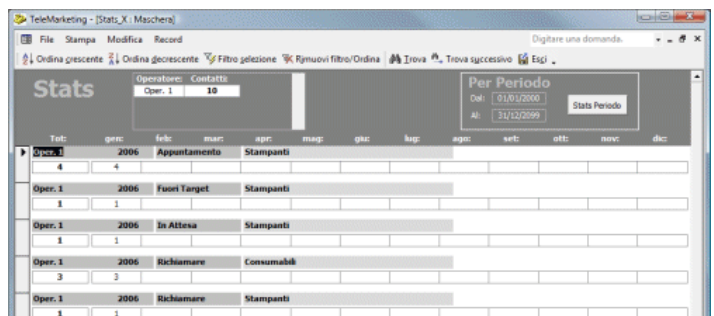 TeleMarketing - [Stats_X : Maschera]
File Stampa Modifica Record Digitare una domanda.
Ordina crescente Ordina decrescente Filtro selezione Rimuovi filtro/Ordina Trova Trova successivo Esci
Stats
Operatore: Contatti:
Oper. 1 10
Per Periodo
Dal: 01/01/2000
Al: 31/12/2099
Stats Periodo
Tot: gen: feb: mar: apr: mag: giu: lug: ago: set: ott: nov: dic:
Oper. 1 2006 Appuntamento Stampanti
4 4
Oper. 1 2006 Fuori Target Stampanti
1 1
Oper. 1 2006 In Attesa Stampanti
1 1
Oper. 1 2006 Richiamare Consumabili
3 3
Oper. 1 2006 Richiamare Stampanti
1 1